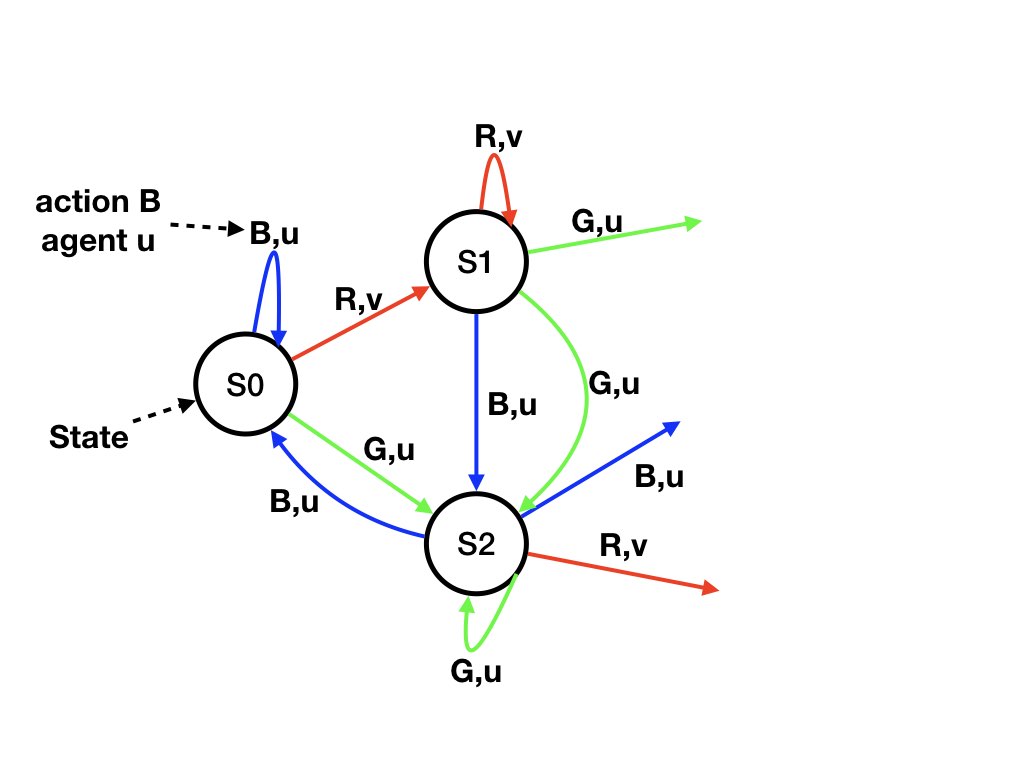 R,v
action B
agent u
B,u
G,u
S1
R,v
S0
G,u
B,u
State
G,u
B,u
B,u
S2
R,v
G,u